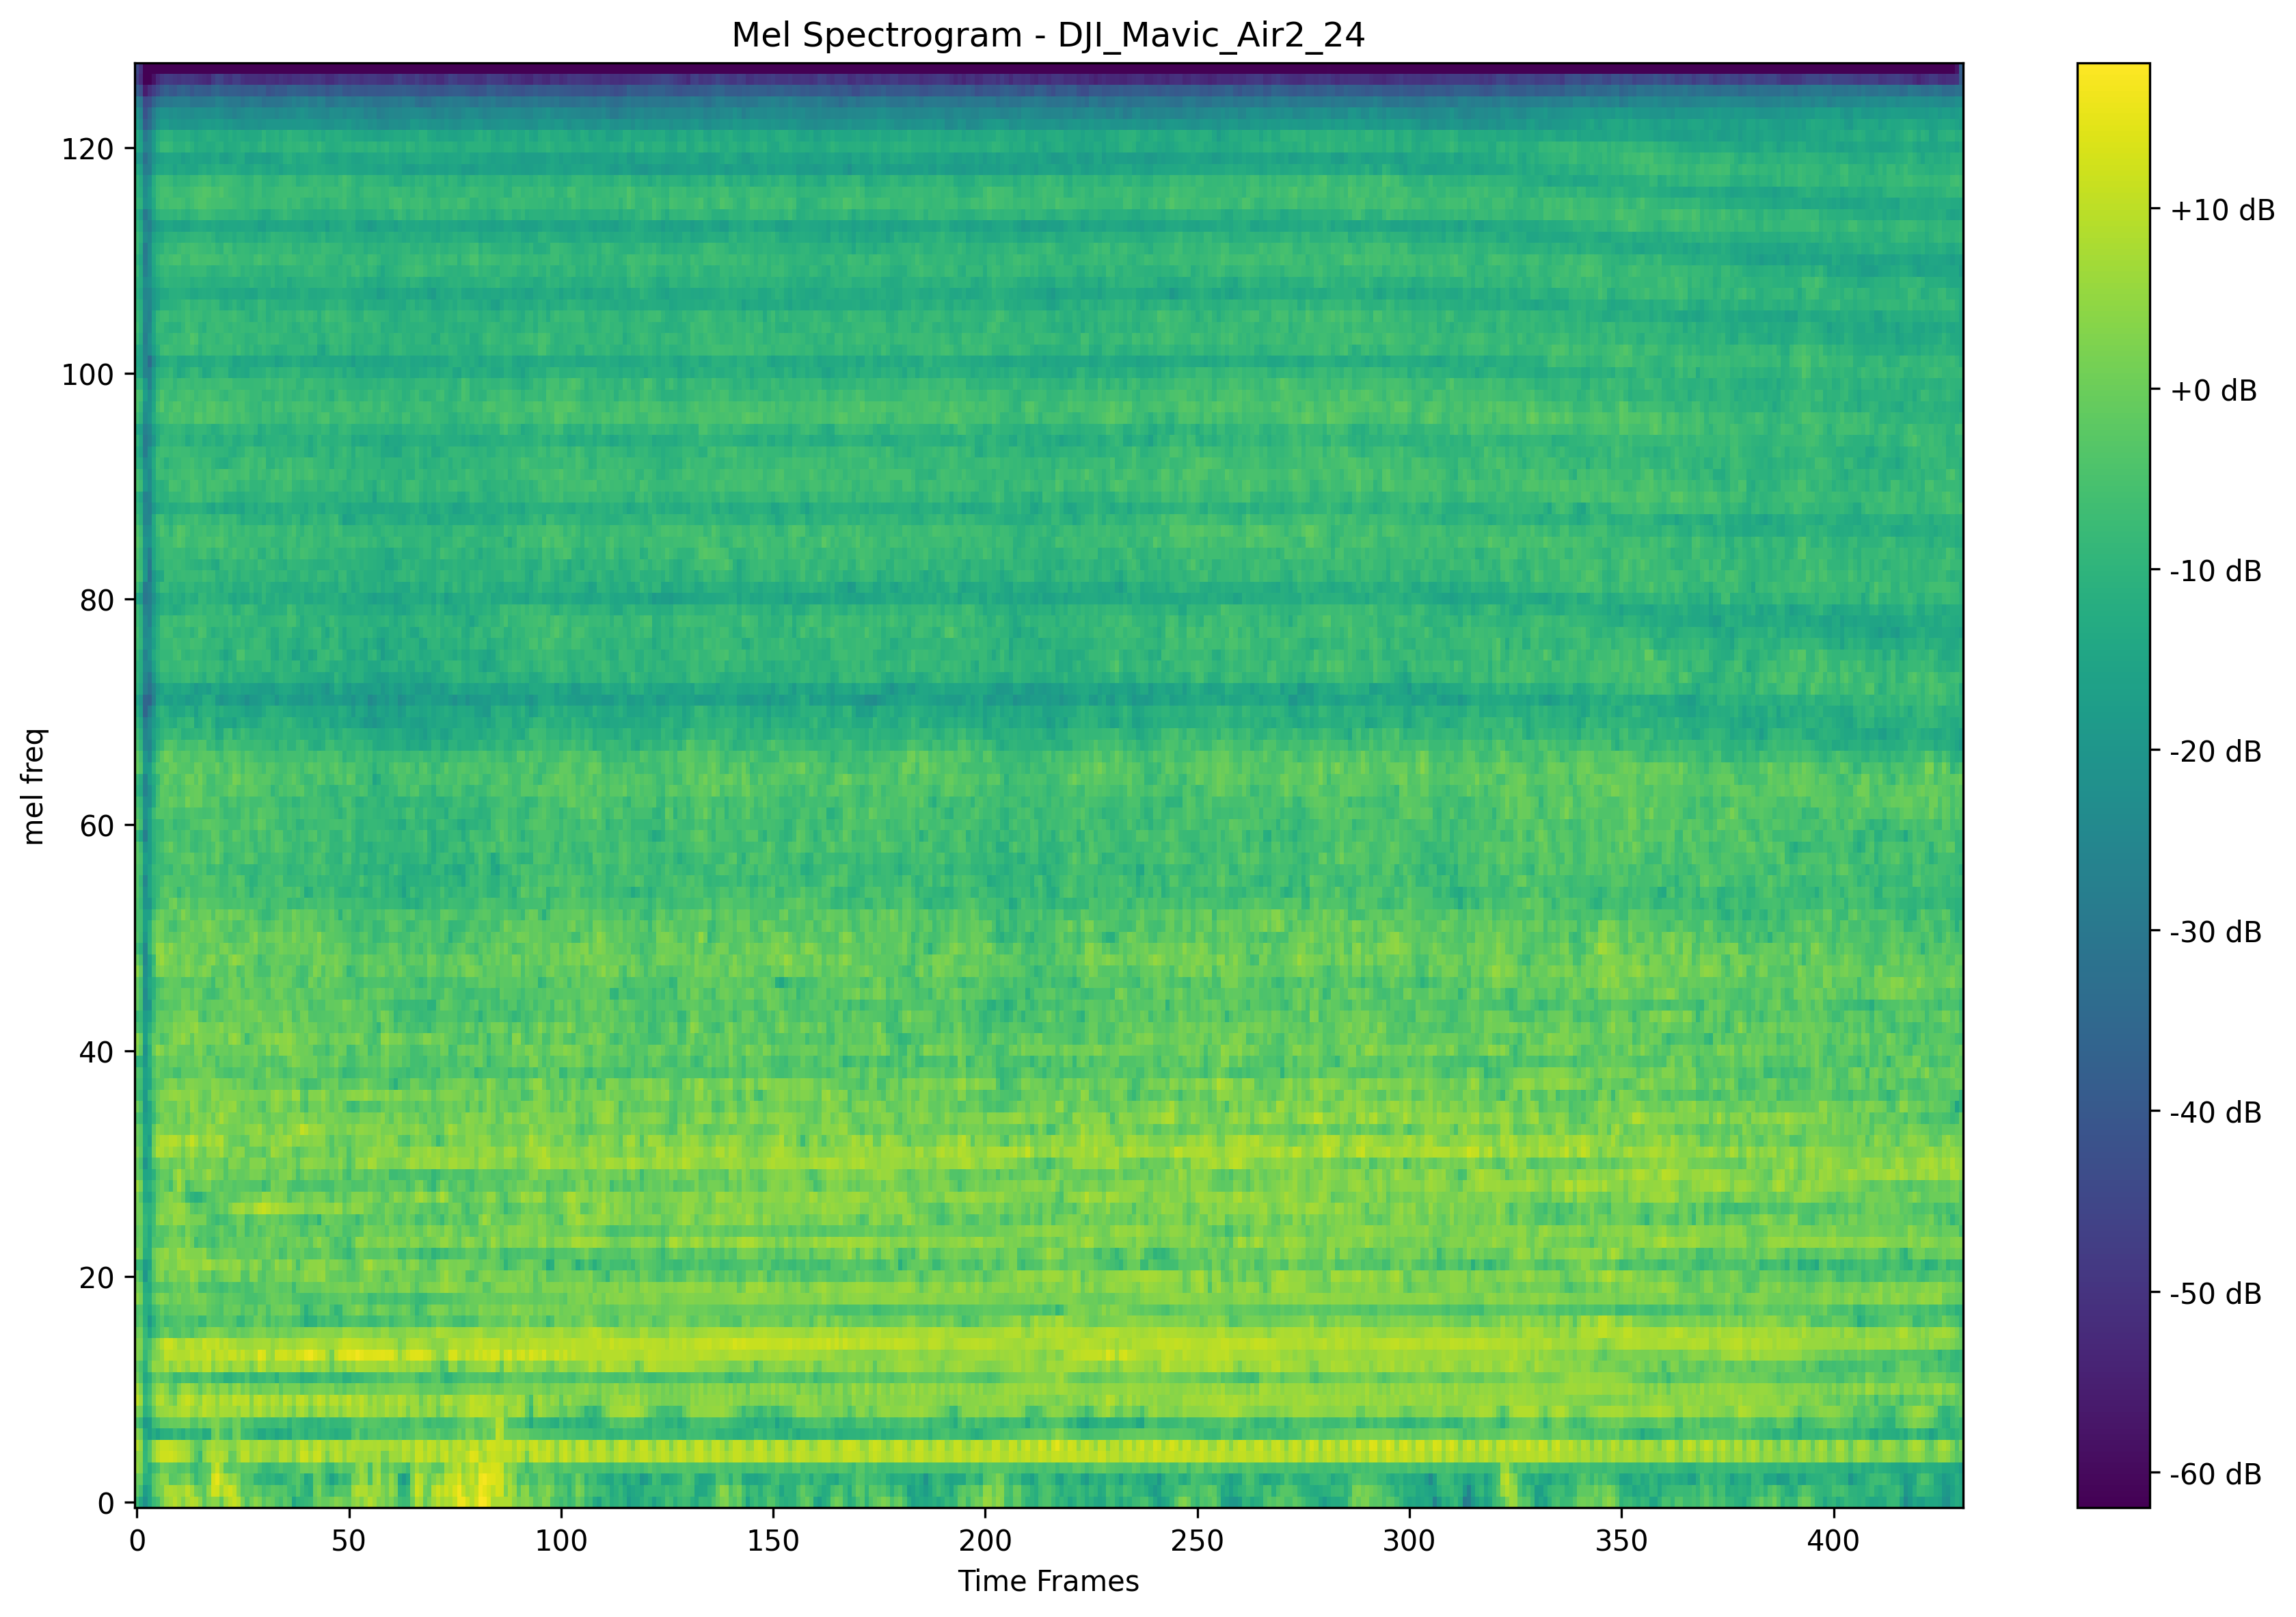 Mel Spectrogram - DJI_Mavic_Air2_24
mel freq
120
100
80
60
40
20
0
0 50 100 150 200 250 300 350 400
Time Frames
+10 dB
+0 dB
-10 dB
-20 dB
-30 dB
-40 dB
-50 dB
-60 dB